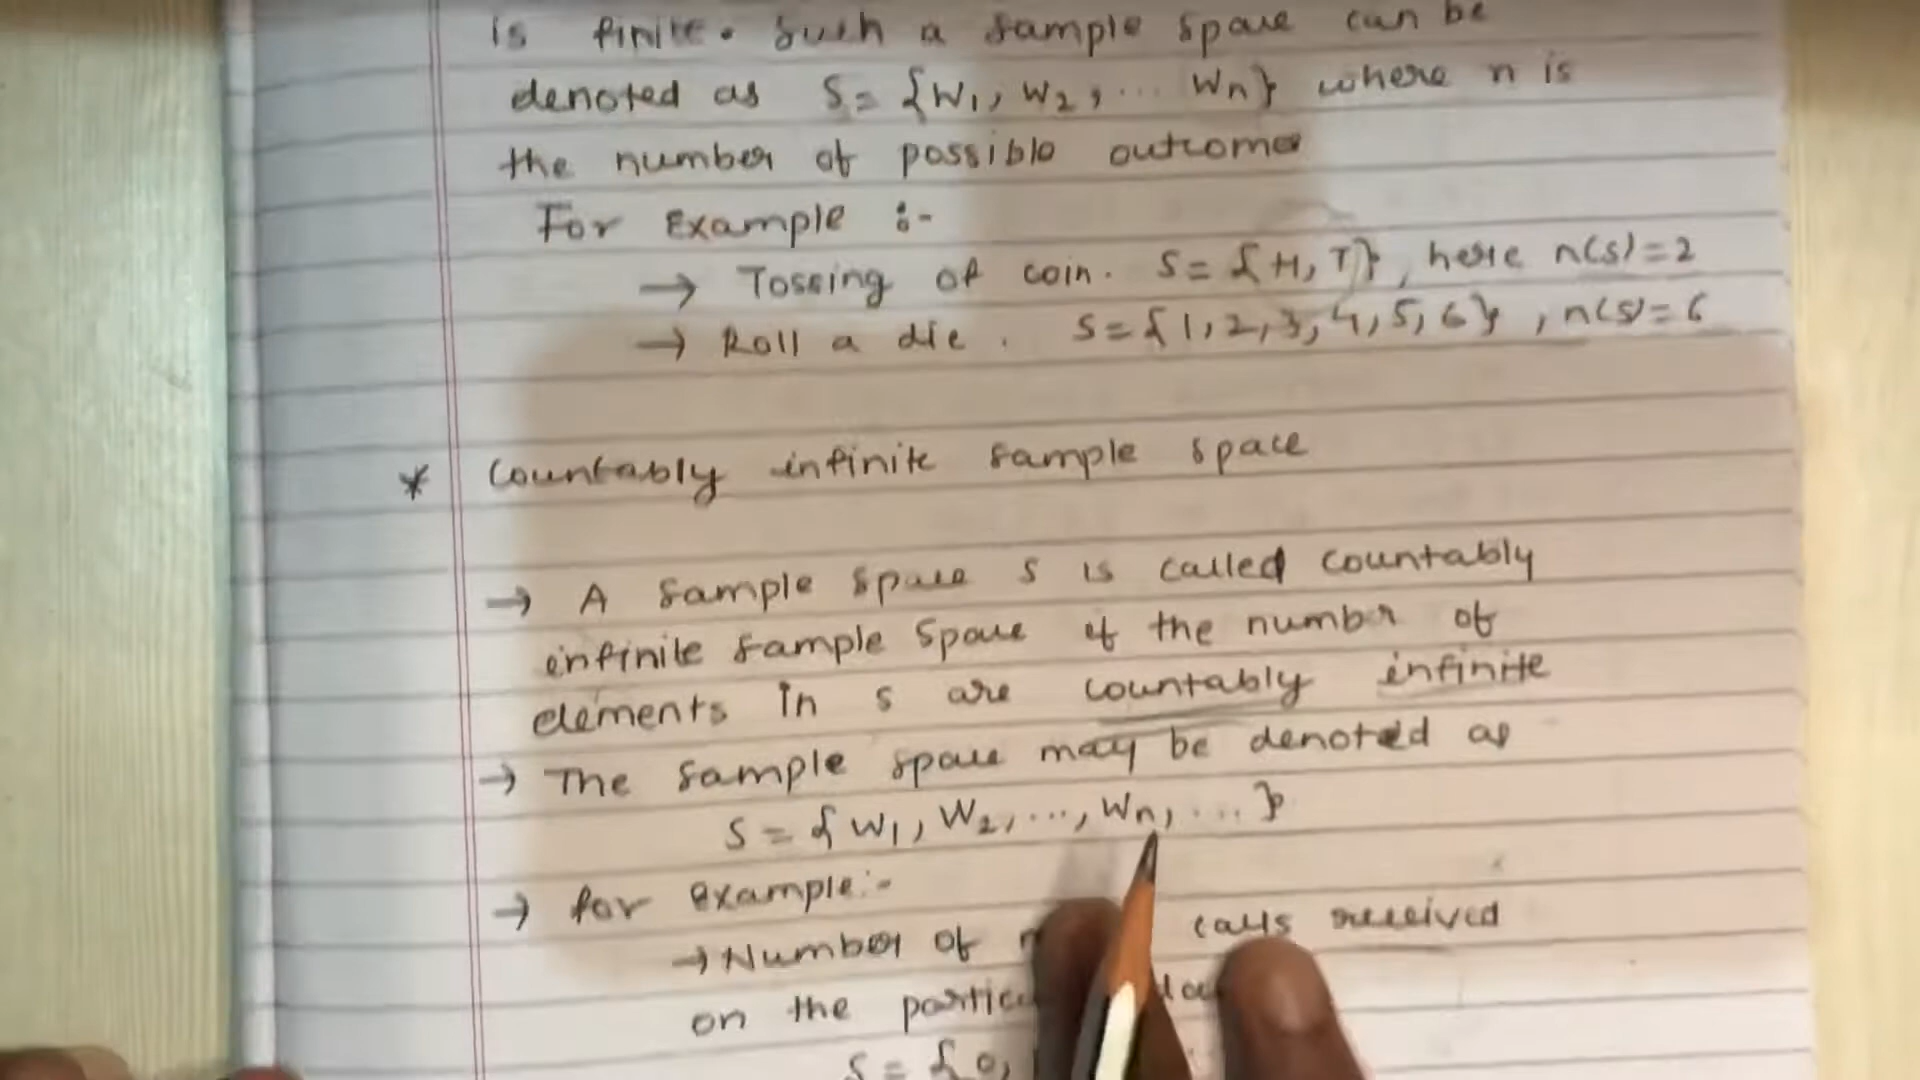 is finite. Such a sample space can be
denoted as S = {W1, W2, ... Wn} where n is
the number of possible outcome
For Example :-
→ Tossing of coin. S = {H, T}, here n(s)=2
→ Roll a die. S={1,2,3,4,5,6}, n(s)=6
* Countably infinite sample space
→ A sample space S is called countably
infinite sample space if the number of
elements in s are countably infinite
→ The sample space may be denoted as
S = {W1, W2, ..., Wn, ... }
→ for example:-
→ Number of calls received
on the
S = {0,